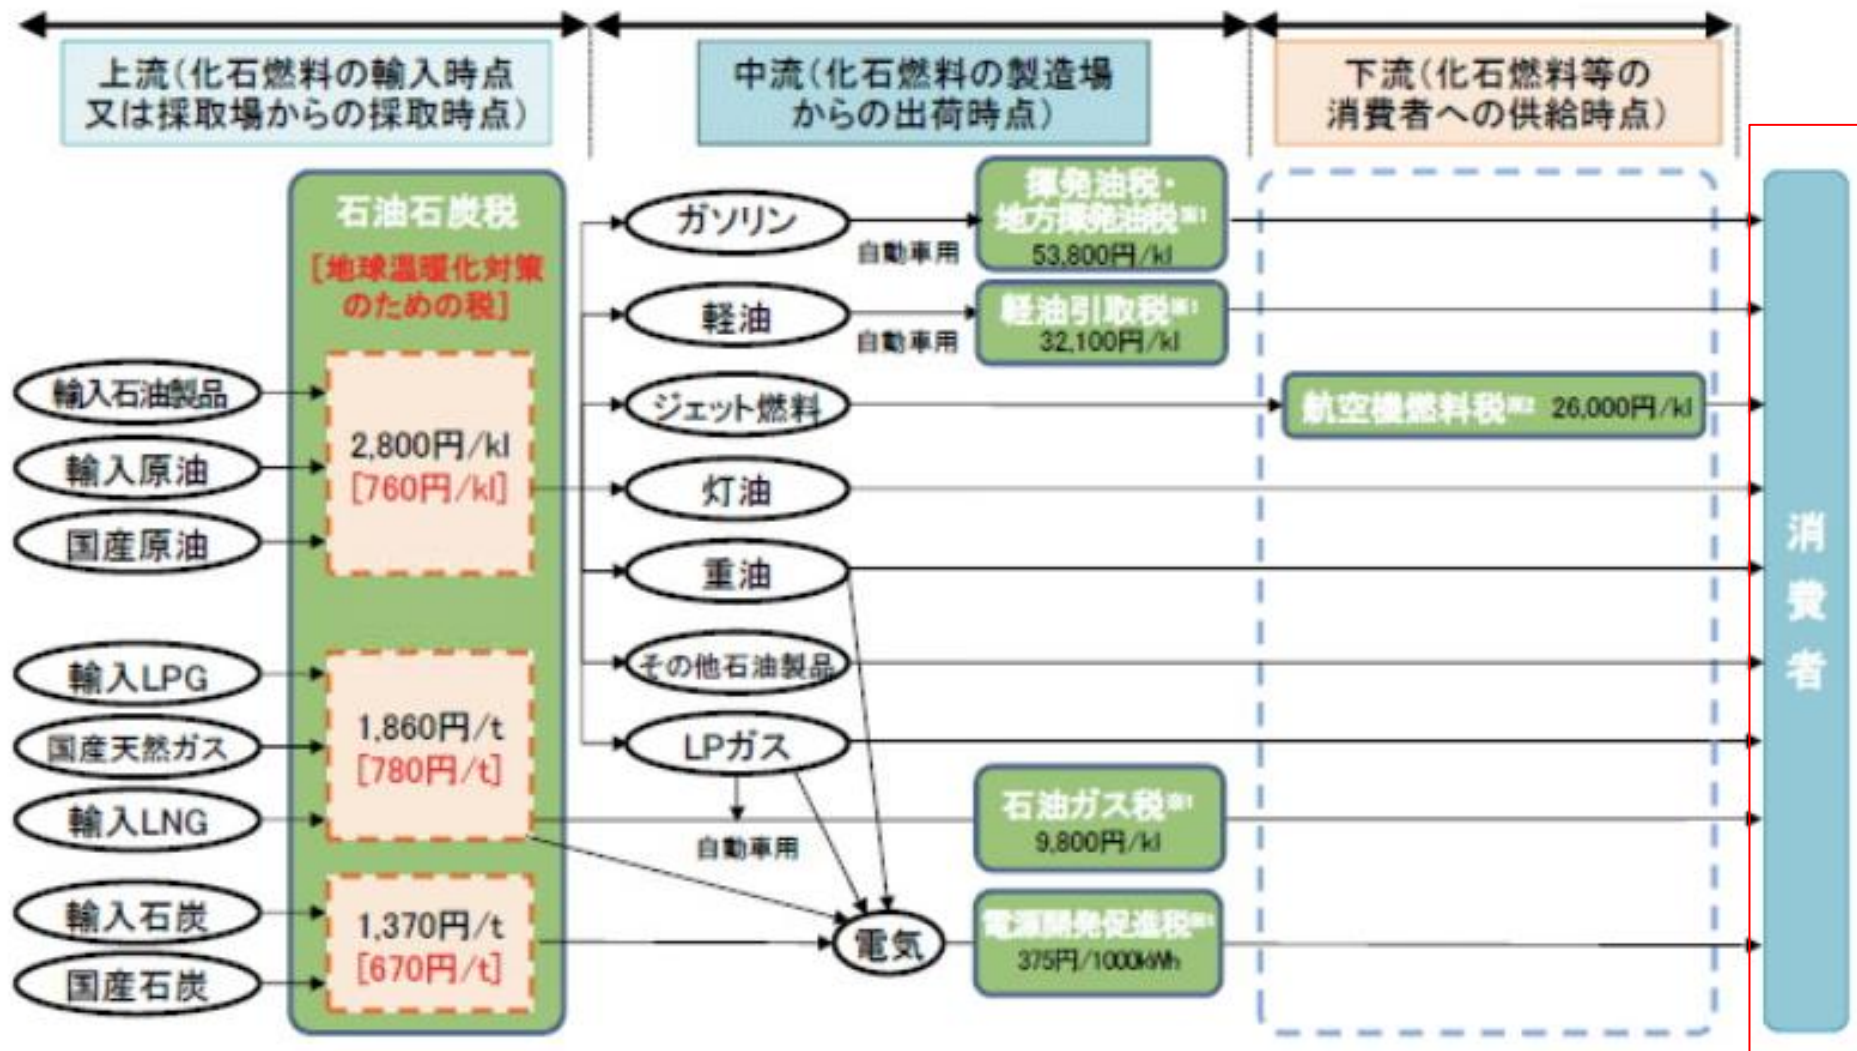 上流(化石燃料の輸入時点
又は採取場からの採取時点)
中流(化石燃料の製造場
からの出荷時点)
下流(化石燃料等の
消費者への供給時点)
石油石炭税
[地球温暖化対策
のための税]
輸入石油製品
輸入原油
国産原油
2,800円/kl
[760円/kl]
輸入LPG
国産天然ガス
輸入LNG
1,860円/t
[780円/t]
輸入石炭
国産石炭
1,370円/t
[670円/t]
ガソリン
自動車用
揮発油税・
地方揮発油税※1
53,800円/kl
軽油
自動車用
軽油引取税※1
32,100円/kl
ジェット燃料
航空機燃料税※2 26,000円/kl
灯油
重油
その他石油製品
LPガス
自動車用
石油ガス税※1
9,800円/kl
電気
電源開発促進税※1
375円/1000kWh
消費者